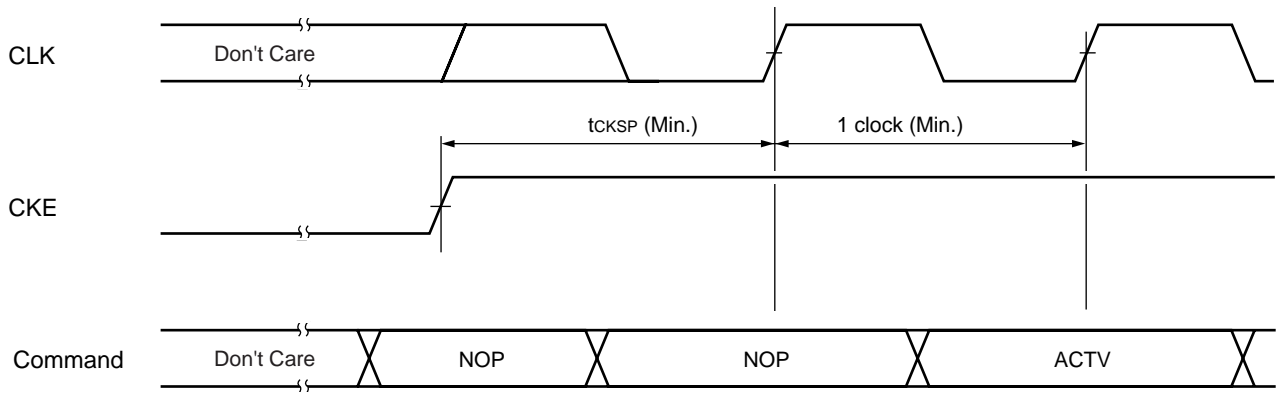 CLK
Don't Care
tCKSP (Min.)
1 clock (Min.)
CKE
Command
Don't Care
NOP
NOP
ACTV